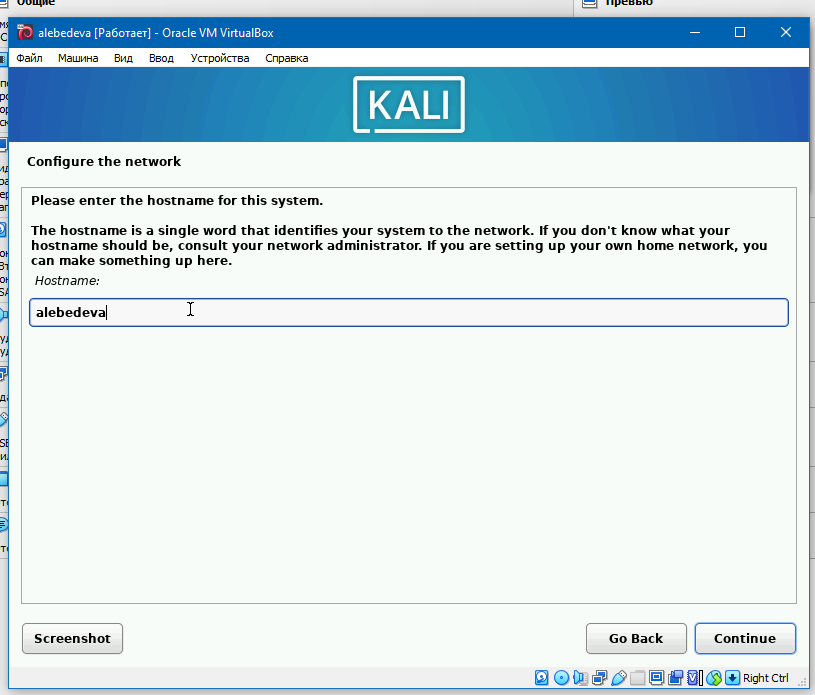 Общие
Превью
alebedeva [Работает] - Oracle VM VirtualBox
Файл Машина Вид Ввод Устройства Справка
KALI
Configure the network
Please enter the hostname for this system.
The hostname is a single word that identifies your system to the network. If you don't know what your
hostname should be, consult your network administrator. If you are setting up your own home network, you
can make something up here.
Hostname:
alebedeva
Screenshot
Go Back
Continue
Right Ctrl